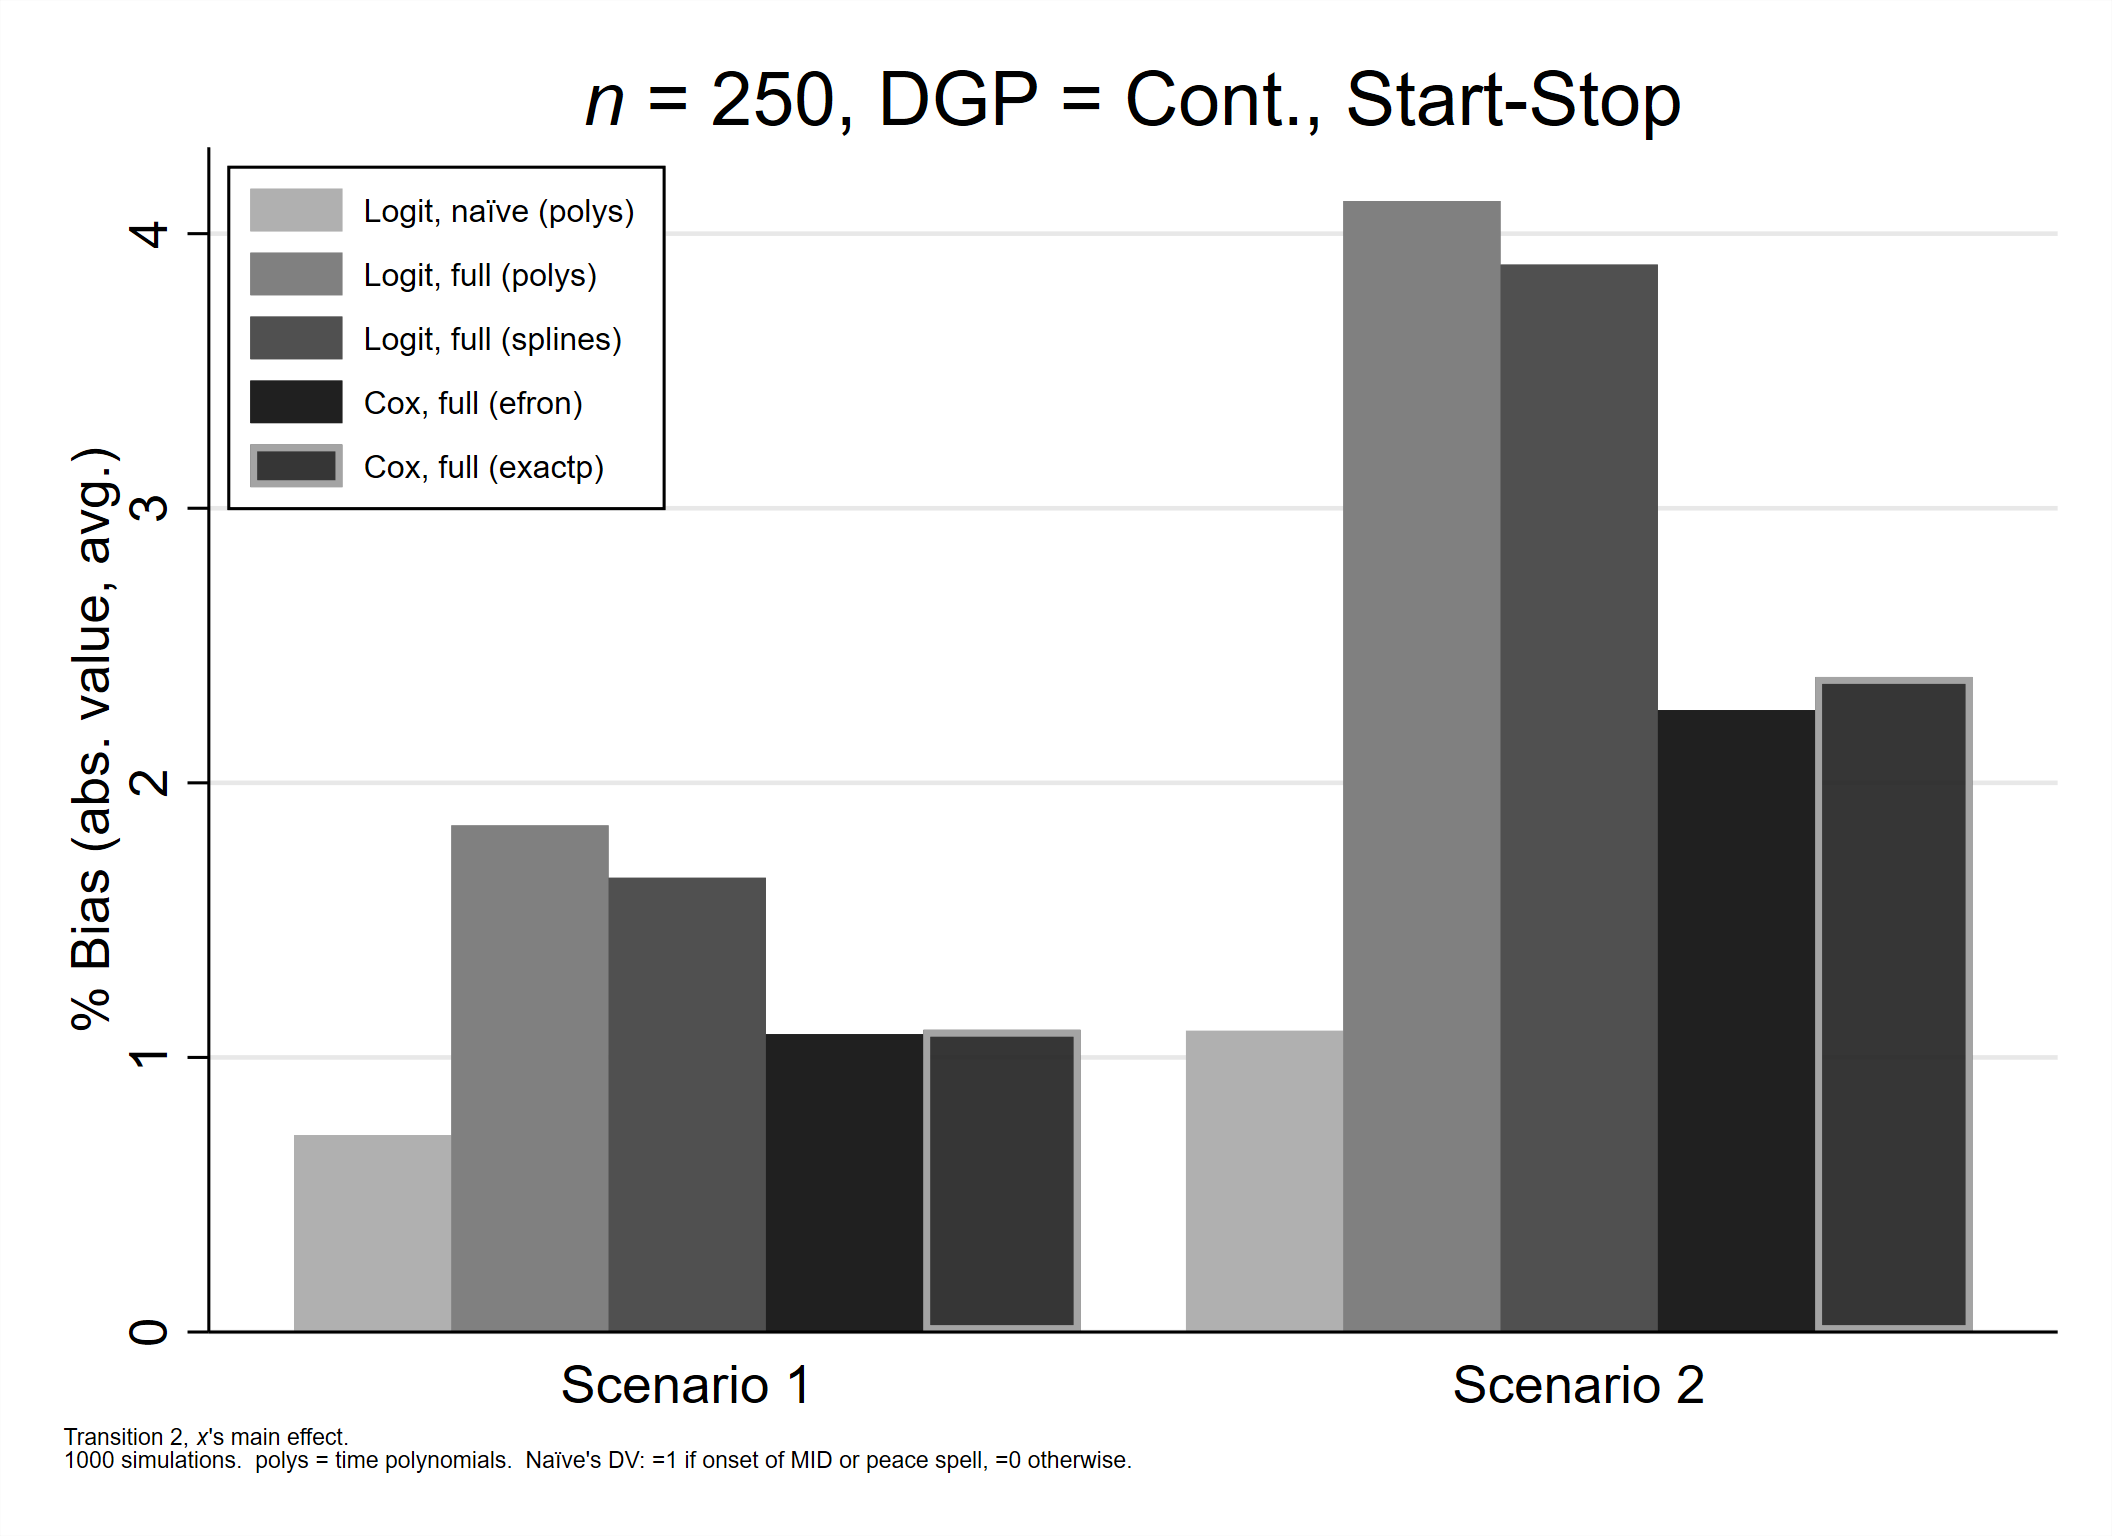 n = 250, DGP = Cont., Start-Stop
Logit, naïve (polys)
Logit, full (polys)
Logit, full (splines)
Cox, full (efron)
Cox, full (exactp)
% Bias (abs. value, avg.)
4
3
2
1
0
Scenario 1
Scenario 2
Transition 2, x's main effect.
1000 simulations.  polys = time polynomials.  Naïve's DV: =1 if onset of MID or peace spell, =0 otherwise.